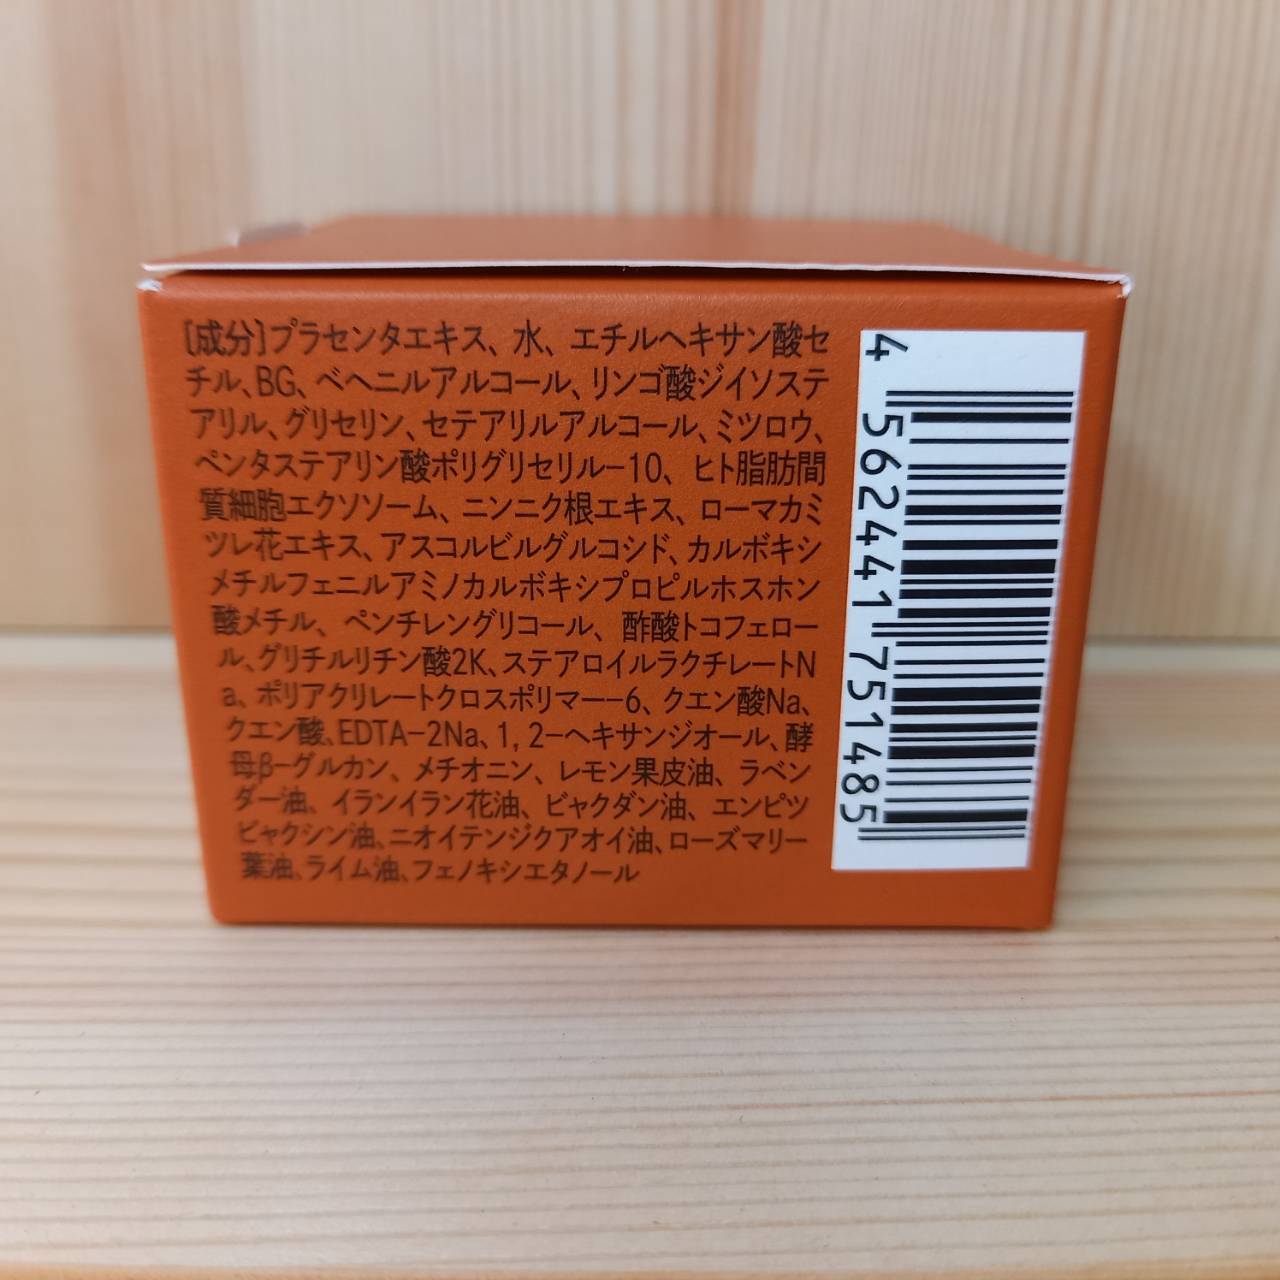 [成分]プラセンタエキス、水、エチルヘキサン酸セ
チル、BG、ベヘニルアルコール、リンゴ酸ジイソステ
アリル、グリセリン、セテアリルアルコール、ミツロウ、
ペンタステアリン酸ポリグリセリル-10、ヒト脂肪間
質細胞エクソソーム、ニンニク根エキス、ローマカミ
ツレ花エキス、アスコルビルグルコシド、カルボキシ
メチルフェニルアミノカルボキシプロピルホスホン
酸メチル、ペンチレングリコール、酢酸トコフェロー
ル、グリチルリチン酸2K、ステアロイルラクチレートN
a、ポリアクリレートクロスポリマー-6、クエン酸Na、
クエン酸、EDTA-2Na、1,2-ヘキサンジオール、酵
母β-グルカン、メチオニン、レモン果皮油、ラベン
ダー油、イランイラン花油、ビャクダン油、エンピツ
ビャクシン油、ニオイテンジクアオイ油、ローズマリー
葉油、ライム油、フェノキシエタノール
4 562441 751485